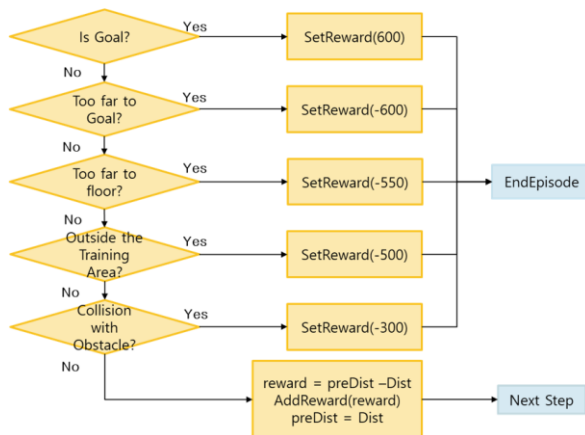 Is Goal?
Yes
SetReward(600)
No
Too far to
Goal?
Yes
SetReward(-600)
No
Too far to
floor?
Yes
SetReward(-550)
EndEpisode
No
Outside the
Training
Area?
Yes
SetReward(-500)
No
Collision
with
Obstacle?
Yes
SetReward(-300)
No
reward = preDist –Dist
AddReward(reward)
preDist = Dist
Next Step